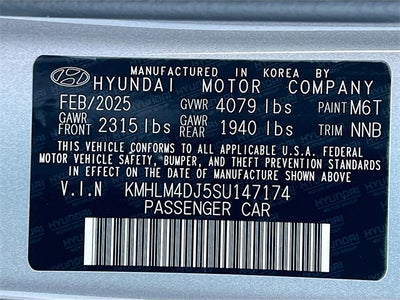 MANUFACTURED IN KOREA BY
HYUNDAI MOTOR COMPANY
FEB/2025 GVWR 4079 lbs PAINT M6T
GAWR FRONT 2315 lbs GAWR REAR 1940 lbs TRIM NNB
THIS VEHICLE CONFORMS TO ALL APPLICABLE U.S.A. FEDERAL
MOTOR VEHICLE SAFETY, BUMPER, AND THEFT PREVENTION STANDARDS
IN EFFECT ON THE DATE OF MANUFACTURE SHOWN ABOVE.
V.I.N KMHLM4DJ5SU147174
PASSENGER CAR